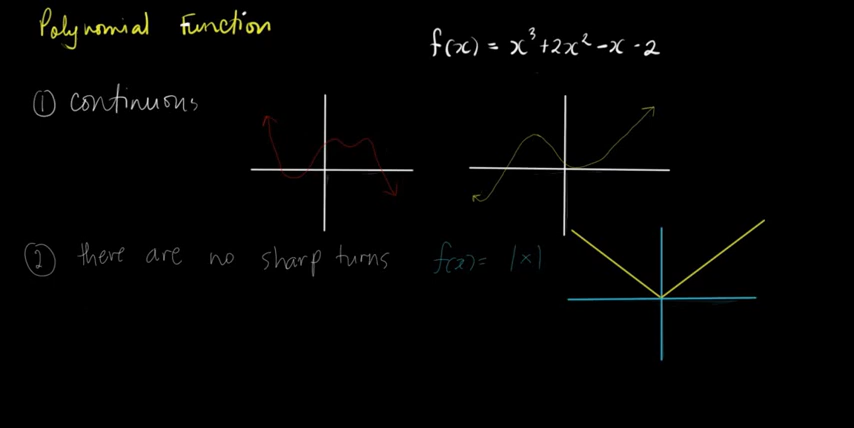 Polynomial Function
f(x) = x³+2x²-x-2
① continuous
② there are no sharp turns f(x) = |x|